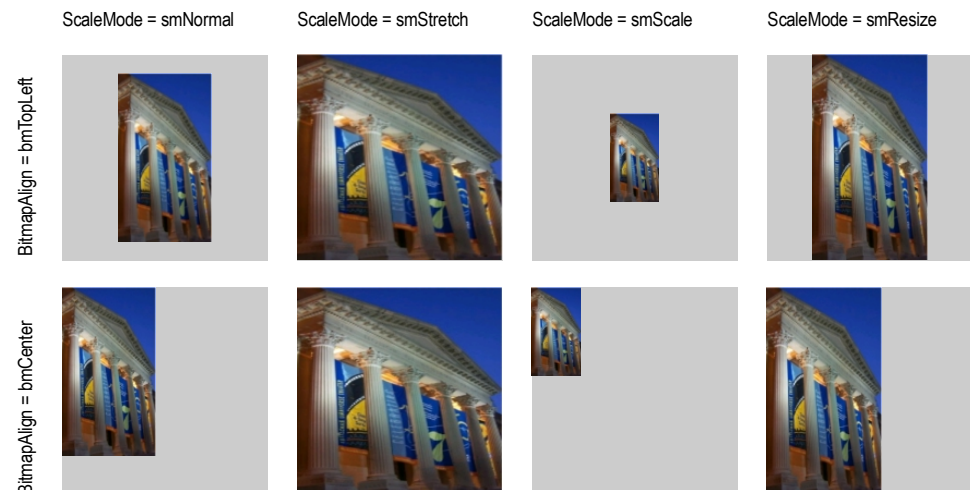 ScaleMode = smNormal
ScaleMode = smStretch
ScaleMode = smScale
ScaleMode = smResize
BitmapAlign = bmTopLeft
BitmapAlign = bmCenter